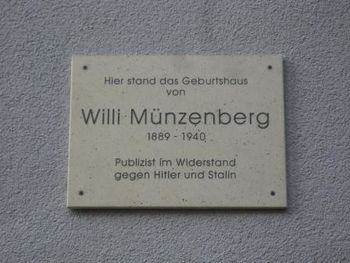 Hier stand das Geburtshaus
von
Willi Münzenberg
1889 - 1940
Publizist im Widerstand
gegen Hitler und Stalin